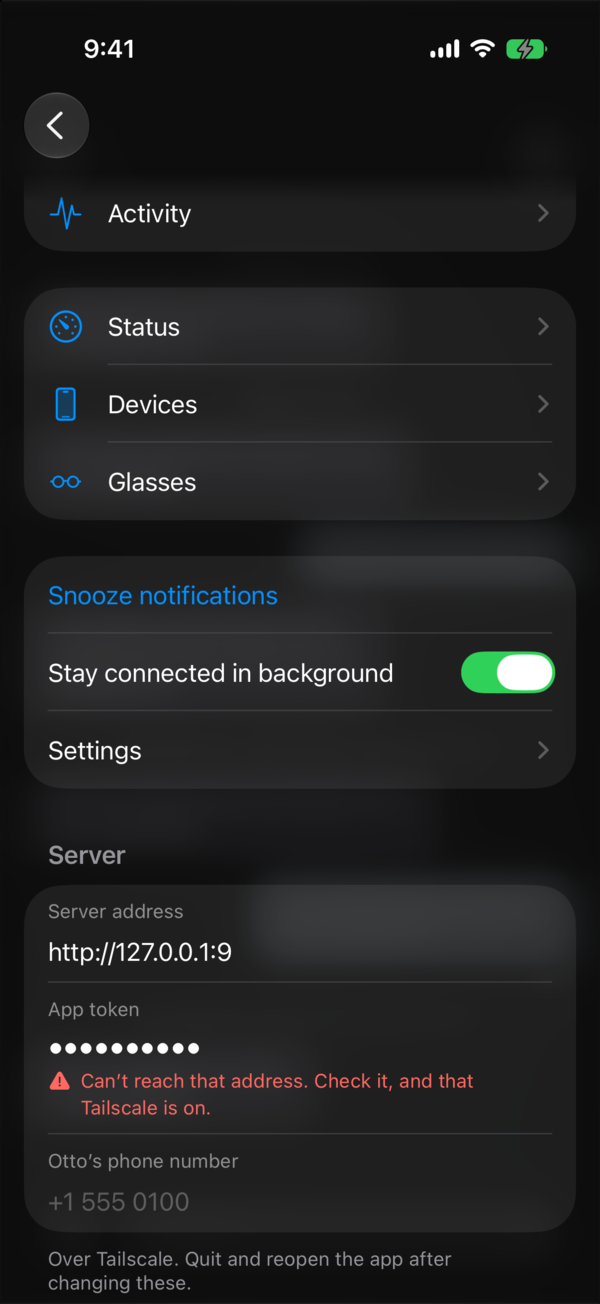 9:41
Activity
Status
Devices
Glasses
Snooze notifications
Stay connected in background
Settings
Server
Server address
http://127.0.0.1:9
App token
••••••••••
Can’t reach that address. Check it, and that
Tailscale is on.
Otto’s phone number
+1 555 0100
Over Tailscale. Quit and reopen the app after
changing these.